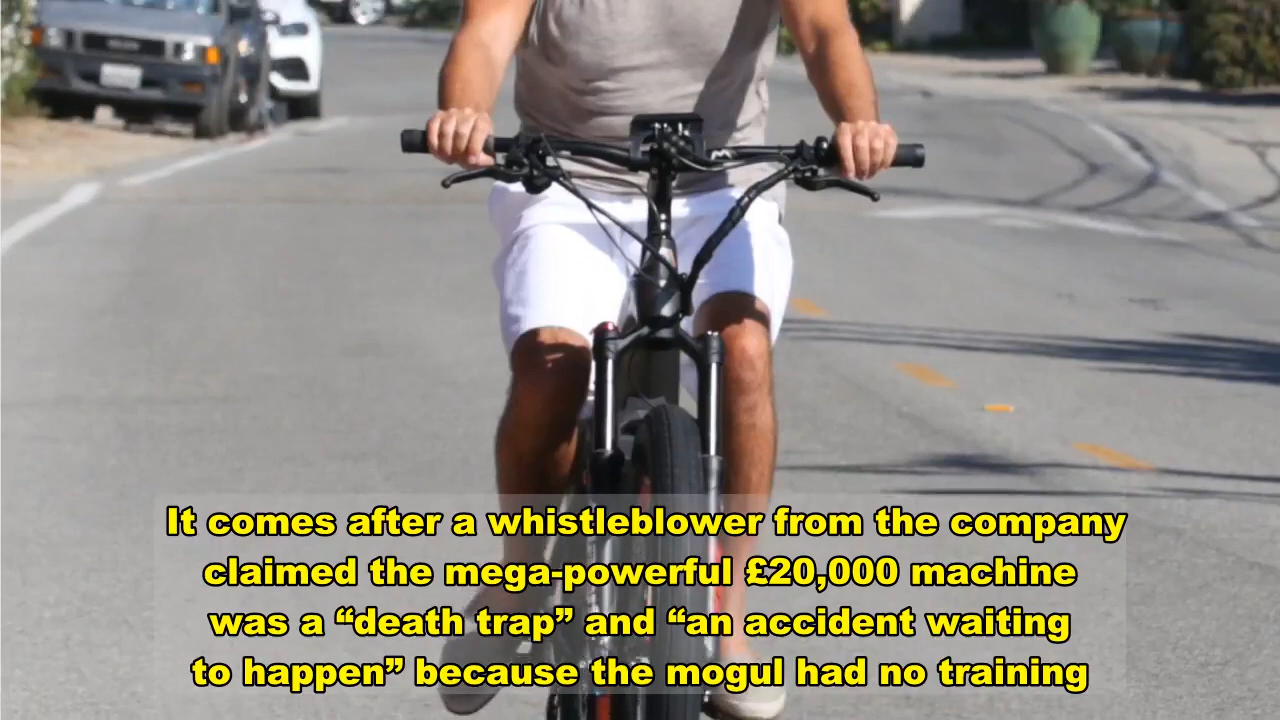 It comes after a whistleblower from the company
claimed the mega-powerful £20,000 machine
was a “death trap” and “an accident waiting
to happen” because the mogul had no training